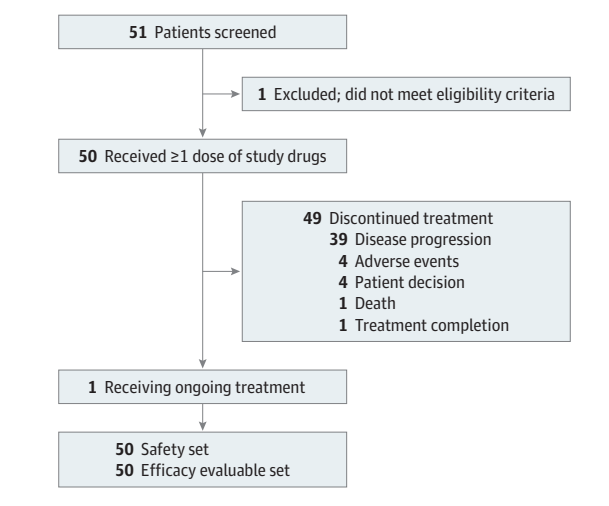 51 Patients screened
1 Excluded; did not meet eligibility criteria
50 Received ≥1 dose of study drugs
49 Discontinued treatment
39 Disease progression
4 Adverse events
4 Patient decision
1 Death
1 Treatment completion
1 Receiving ongoing treatment
50 Safety set
50 Efficacy evaluable set